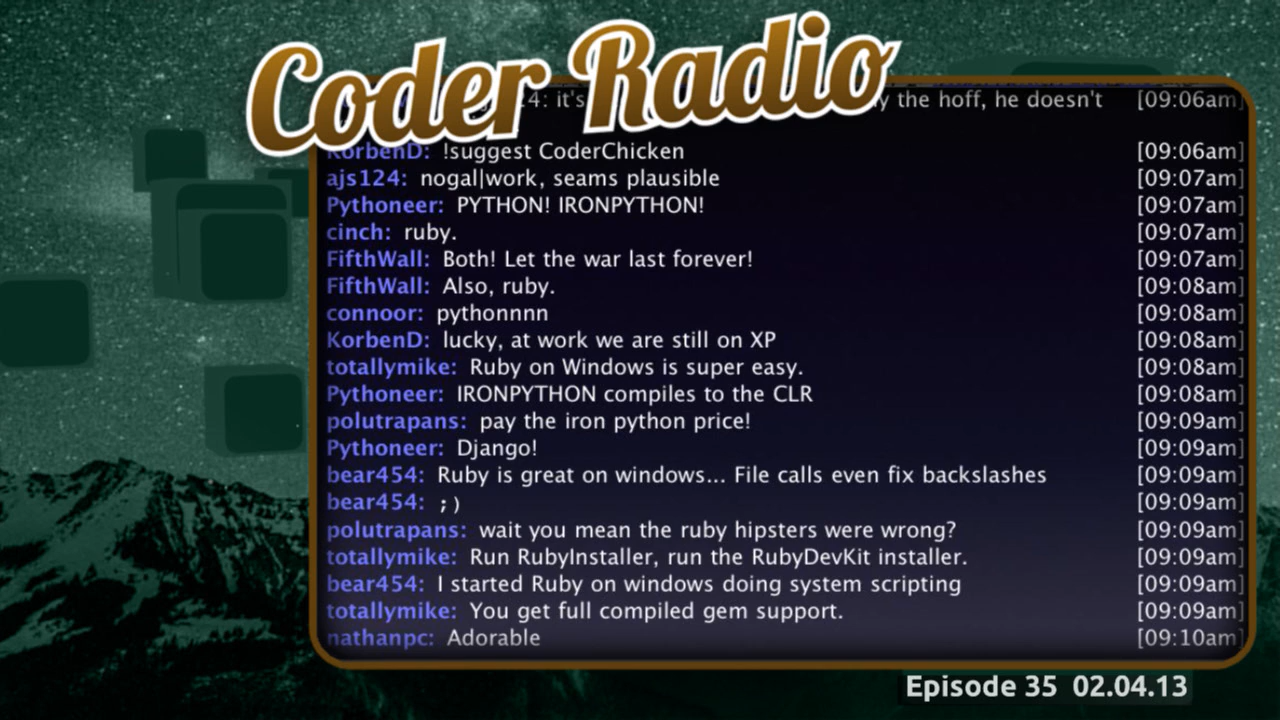 Coder Radio
4: it's y the hoff, he doesn't [09:06am]
KorbenD: !suggest CoderChicken [09:06am]
ajs124: nogal|work, seams plausible [09:07am]
Pythoneer: PYTHON! IRONPYTHON! [09:07am]
cinch: ruby. [09:07am]
FifthWall: Both! Let the war last forever! [09:07am]
FifthWall: Also, ruby. [09:08am]
connoor: pythonnnn [09:08am]
KorbenD: lucky, at work we are still on XP [09:08am]
totallymike: Ruby on Windows is super easy. [09:08am]
Pythoneer: IRONPYTHON compiles to the CLR [09:08am]
polutrapans: pay the iron python price! [09:09am]
Pythoneer: Django! [09:09am]
bear454: Ruby is great on windows... File calls even fix backslashes [09:09am]
bear454: ;) [09:09am]
polutrapans: wait you mean the ruby hipsters were wrong? [09:09am]
totallymike: Run RubyInstaller, run the RubyDevKit installer. [09:09am]
bear454: I started Ruby on windows doing system scripting [09:09am]
totallymike: You get full compiled gem support. [09:09am]
nathanpc: Adorable [09:10am]
Episode 35 02.04.13